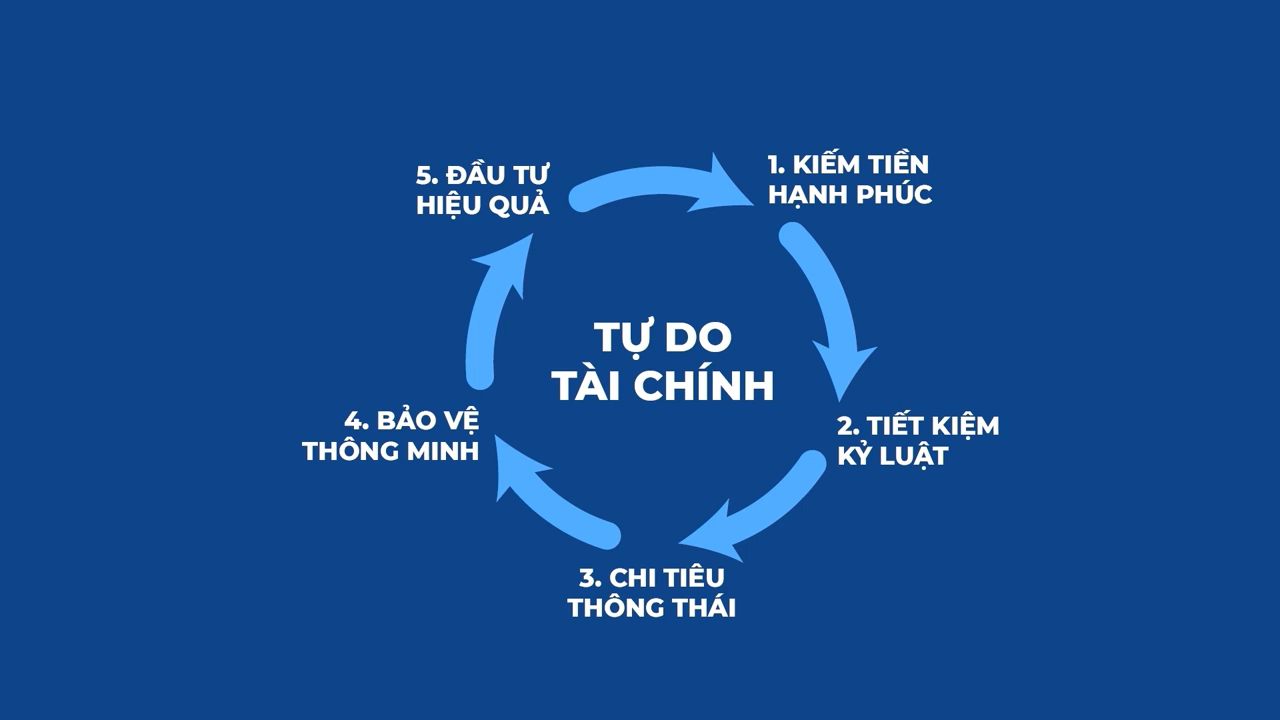 TỰ DO
TÀI CHÍNH
1. KIẾM TIỀN
HẠNH PHÚC
2. TIẾT KIỆM
KỶ LUẬT
3. CHI TIÊU
THÔNG THÁI
4. BẢO VỆ
THÔNG MINH
5. ĐẦU TƯ
HIỆU QUẢ